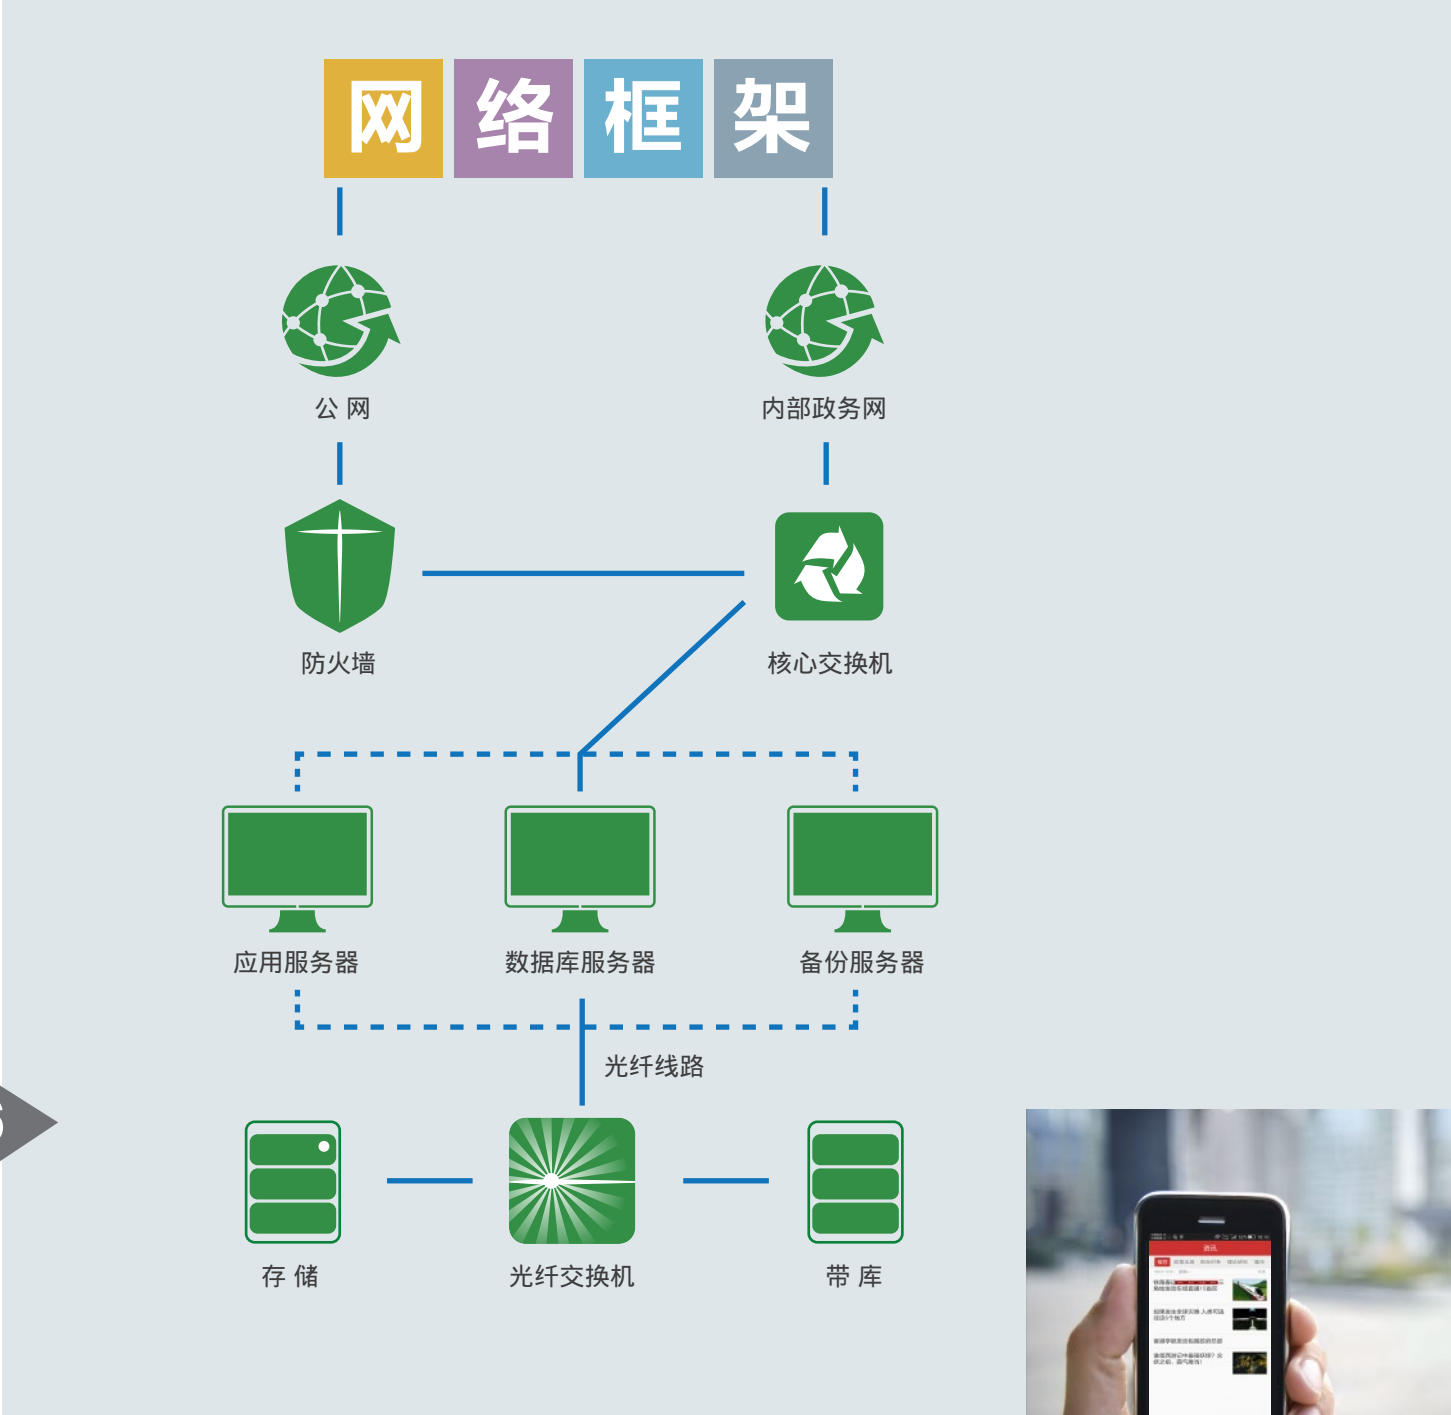 网络框架
公 网
内部政务网
防火墙
核心交换机
应用服务器
数据库服务器
备份服务器
光纤线路
存 储
光纤交换机
带 库
资讯